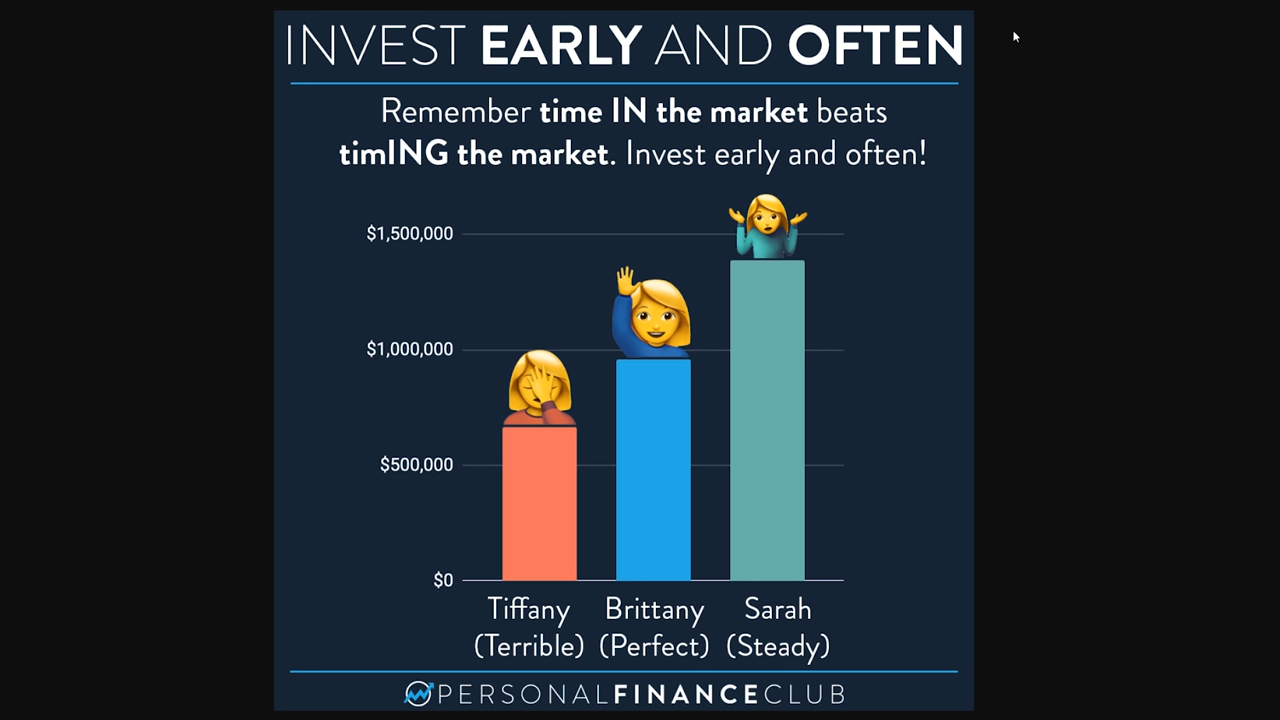 INVEST EARLY AND OFTEN
Remember time IN the market beats
timING the market. Invest early and often!
$1,500,000
$1,000,000
$500,000
$0
Tiffany Brittany Sarah
(Terrible) (Perfect) (Steady)
PERSONALFINANCECLUB